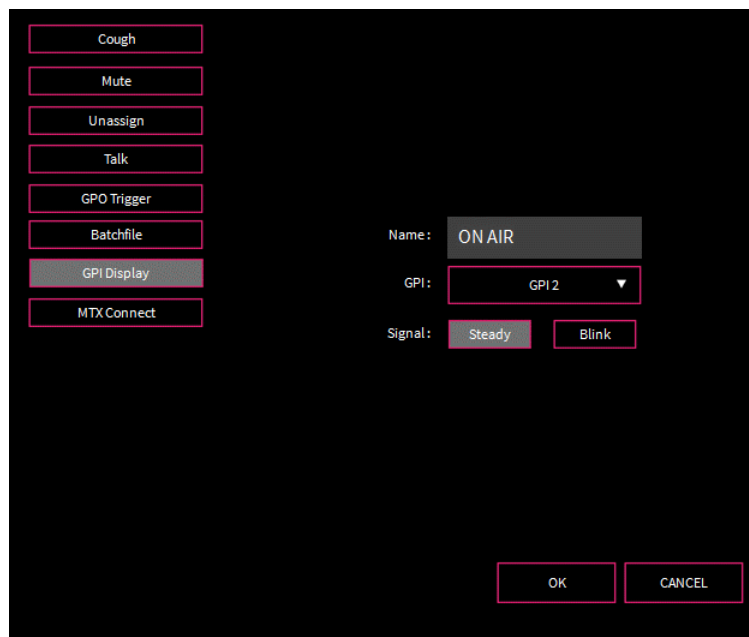 Cough
Mute
Unassign
Talk
GPO Trigger
Batchfile
GPI Display
MTX Connect
Name: ON AIR
GPI: GPI 2
Signal: Steady Blink
OK CANCEL